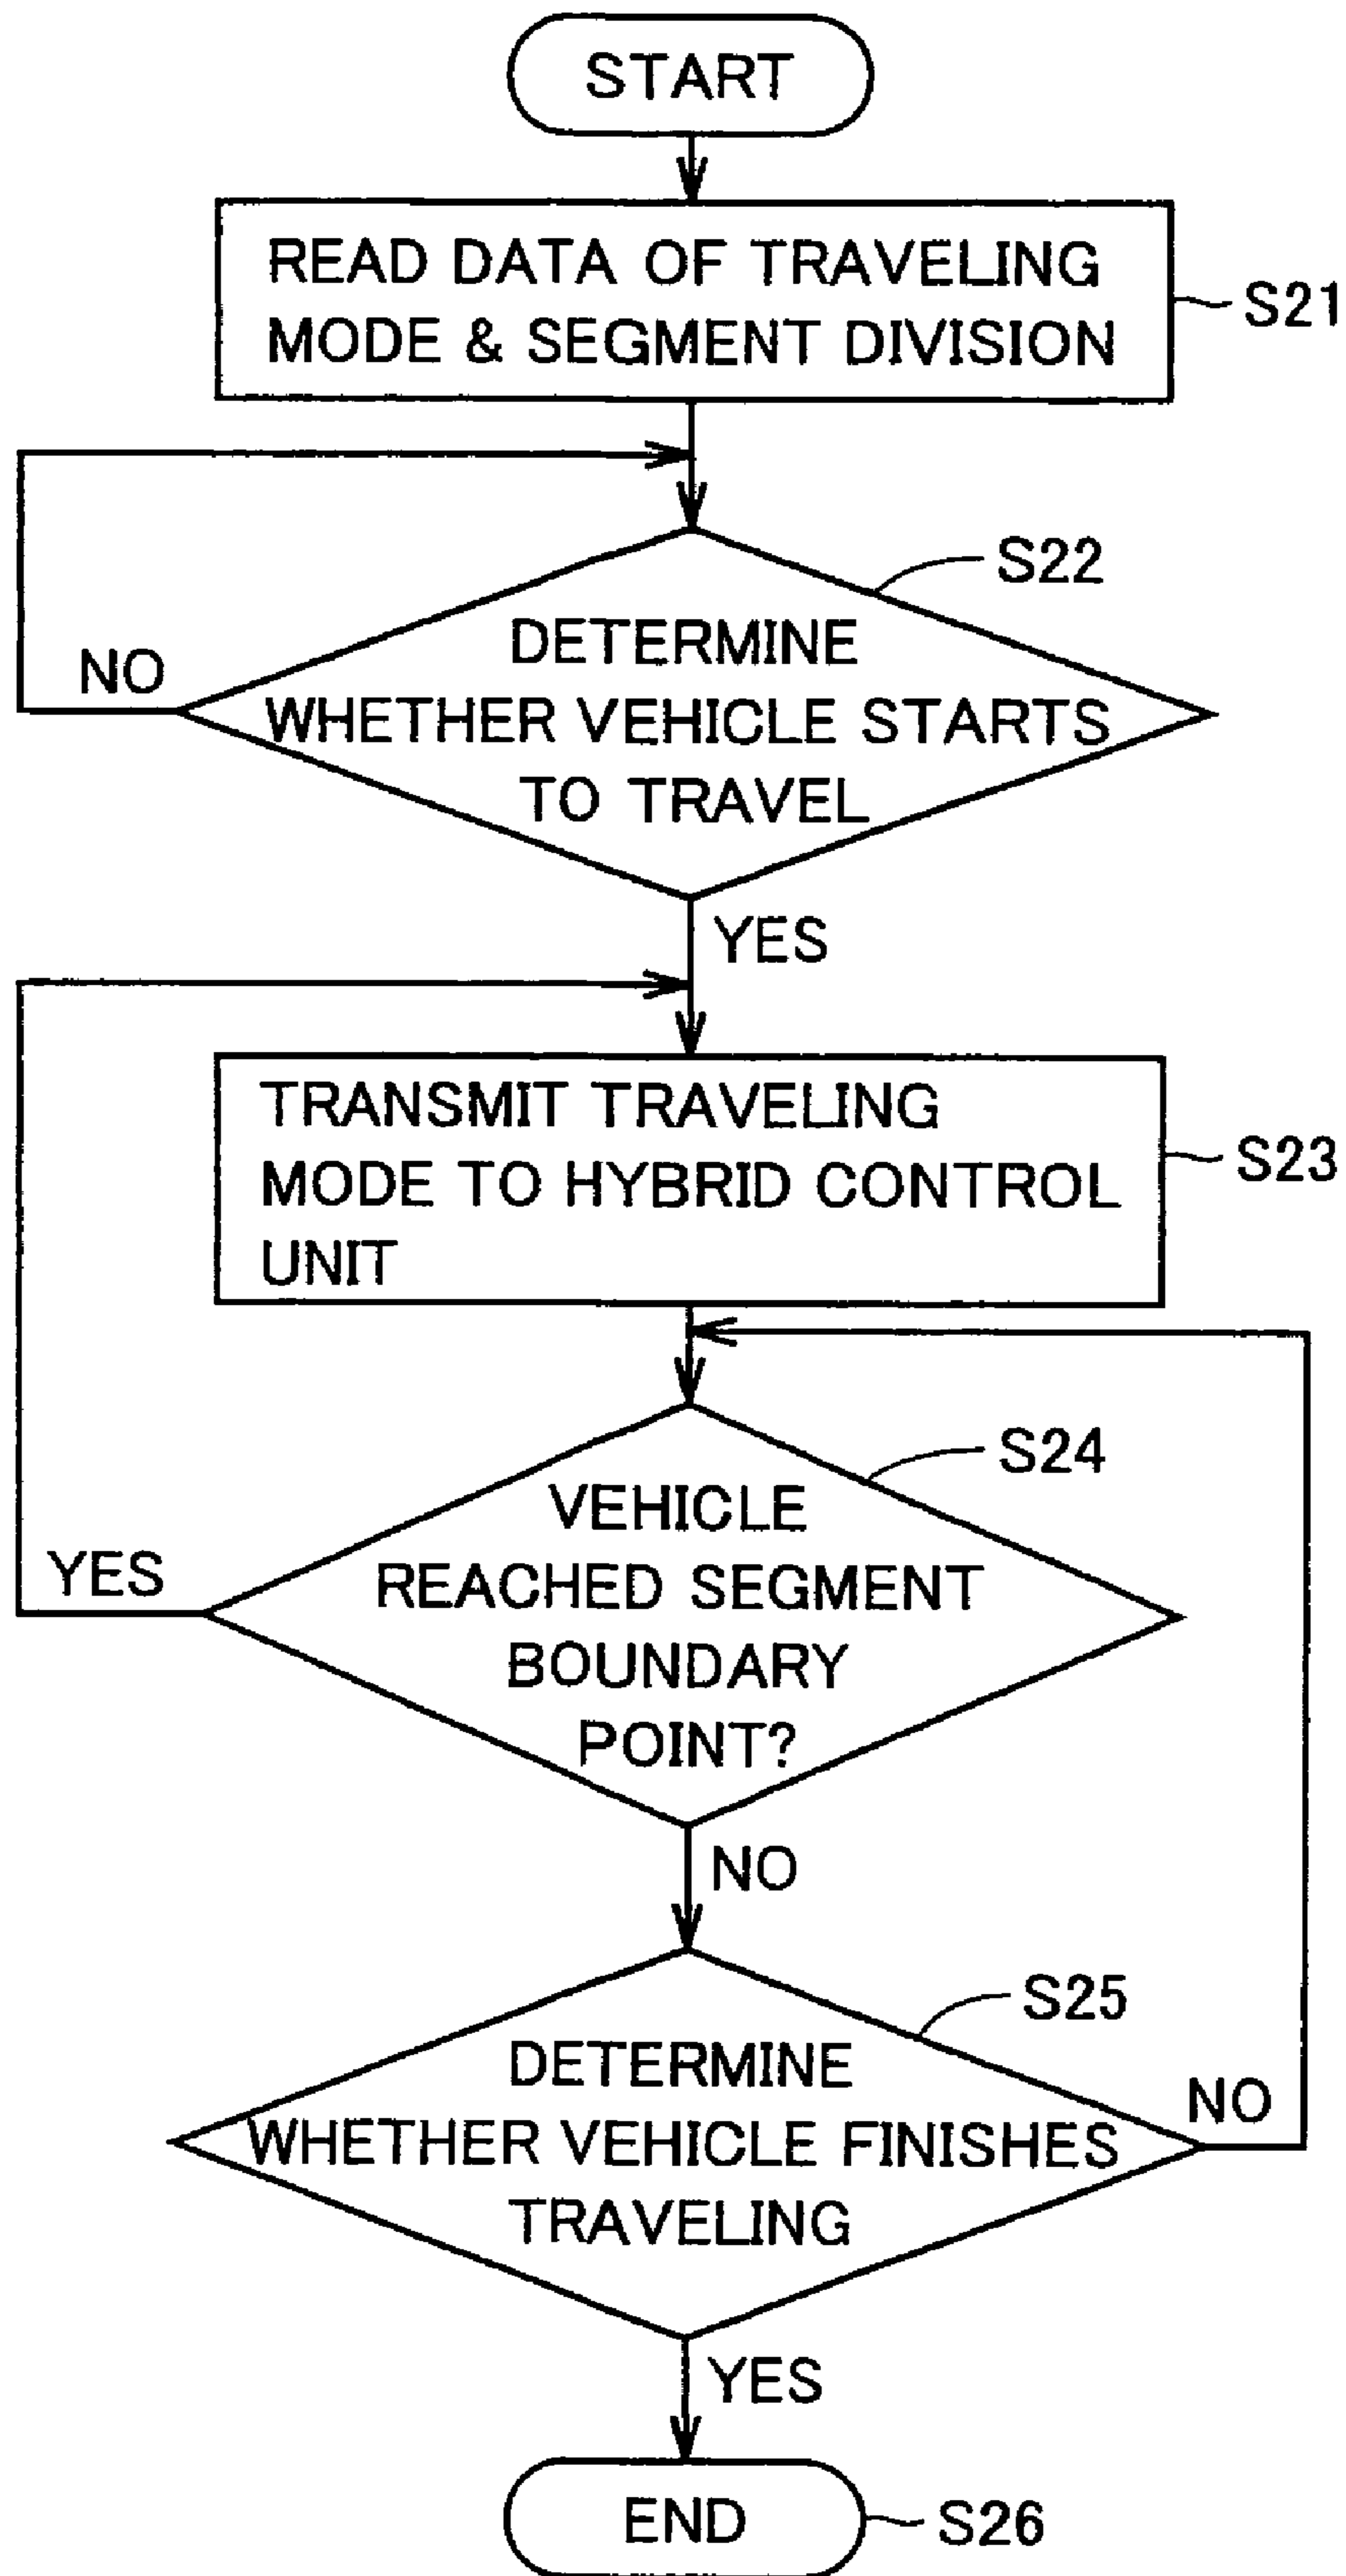 START
READ DATA OF TRAVELING
MODE & SEGMENT DIVISION
S21
S22
NO
DETERMINE
WHETHER VEHICLE STARTS
TO TRAVEL
YES
TRANSMIT TRAVELING
MODE TO HYBRID CONTROL
UNIT
S23
S24
YES
VEHICLE
REACHED SEGMENT
BOUNDARY
POINT?
NO
S25
DETERMINE
WHETHER VEHICLE FINISHES
TRAVELING
NO
YES
END
S26